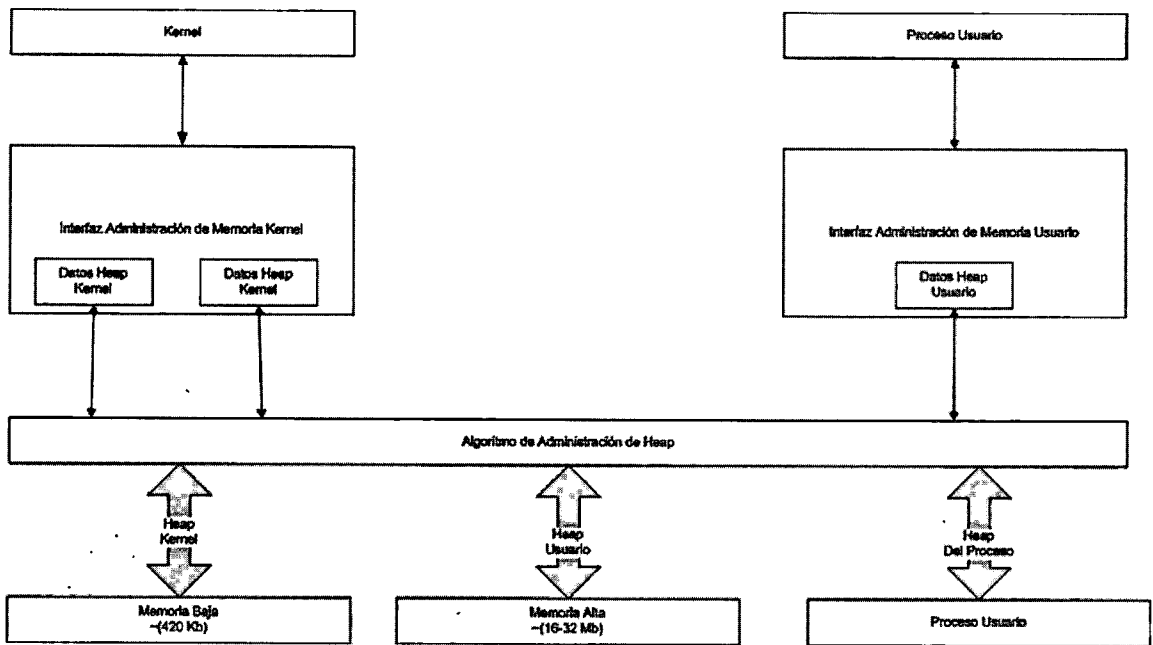 Kernel
Proceso Usuario
Interfaz Administración de Memoria Kernel
Datos Heap
Kernel
Datos Heap
Kernel
Interfaz Administración de Memoria Usuario
Datos Heap
Usuario
Algoritmo de Administración de Heap
Heap
Kernel
Heap
Usuario
Heap
Del Proceso
Memoria Baja
~(420 Kb)
Memoria Alta
~(16-32 Mb)
Proceso Usuario